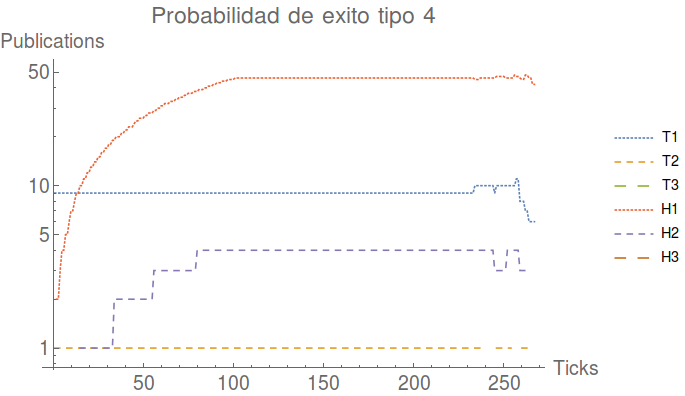 Probabilidad de exito tipo 4
Publications
50
10
5
1
50
100
150
200
250
Ticks
T1
T2
T3
H1
H2
H3